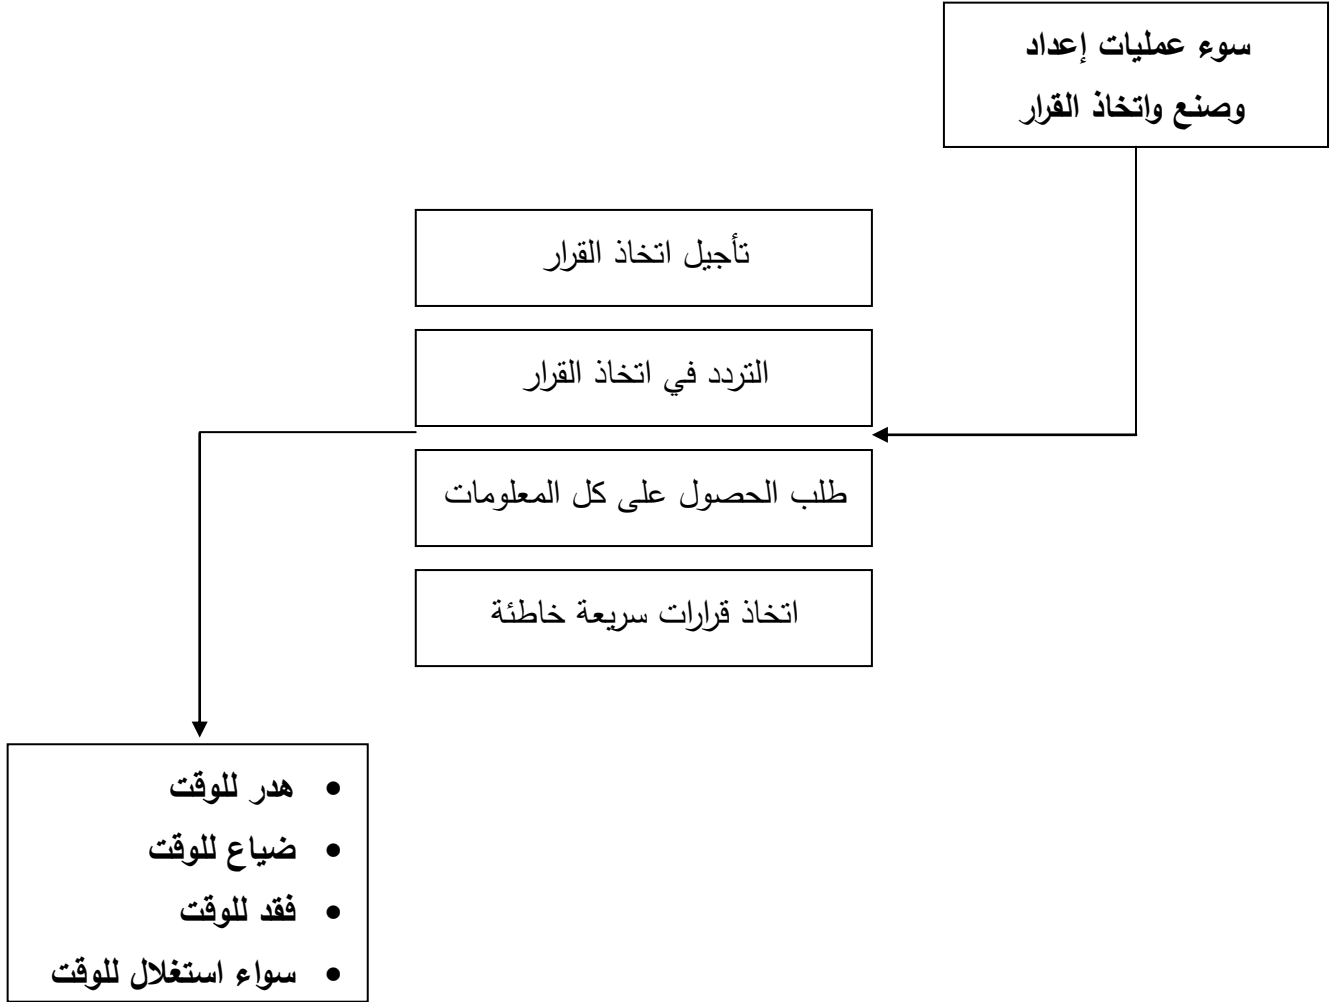 سوء عمليات إعداد
وصنع واتخاذ القرار
تأجيل اتخاذ القرار
التردد في اتخاذ القرار
طلب الحصول على كل المعلومات
اتخاذ قرارات سريعة خاطئة
• هدر للوقت
• ضياع للوقت
• فقد للوقت
• سواء استغلال للوقت